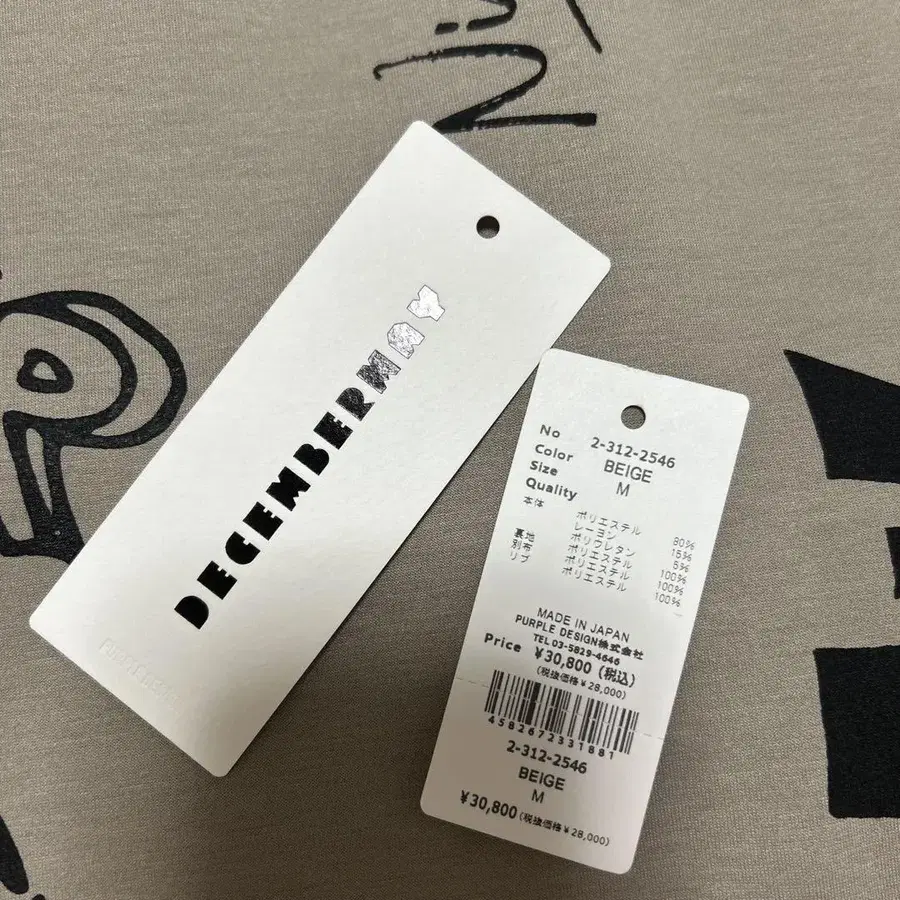 DECEMBERMAY
PURPLE DESIGN
No 2-312-2546
Color BEIGE
Size M
Quality
本体 ポリエステル 80%
レーヨン 15%
ポリウレタン 5%
裏地 ポリエステル 100%
別布 ポリエステル 100%
リブ ポリエステル 100%
MADE IN JAPAN
PURPLE DESIGN株式会社
TEL 03-5829-4646
Price ¥30,800 (税込)
(税抜価格¥28,000)
4582672331881
2-312-2546
BEIGE
M
¥30,800 (税抜価格¥28,000)